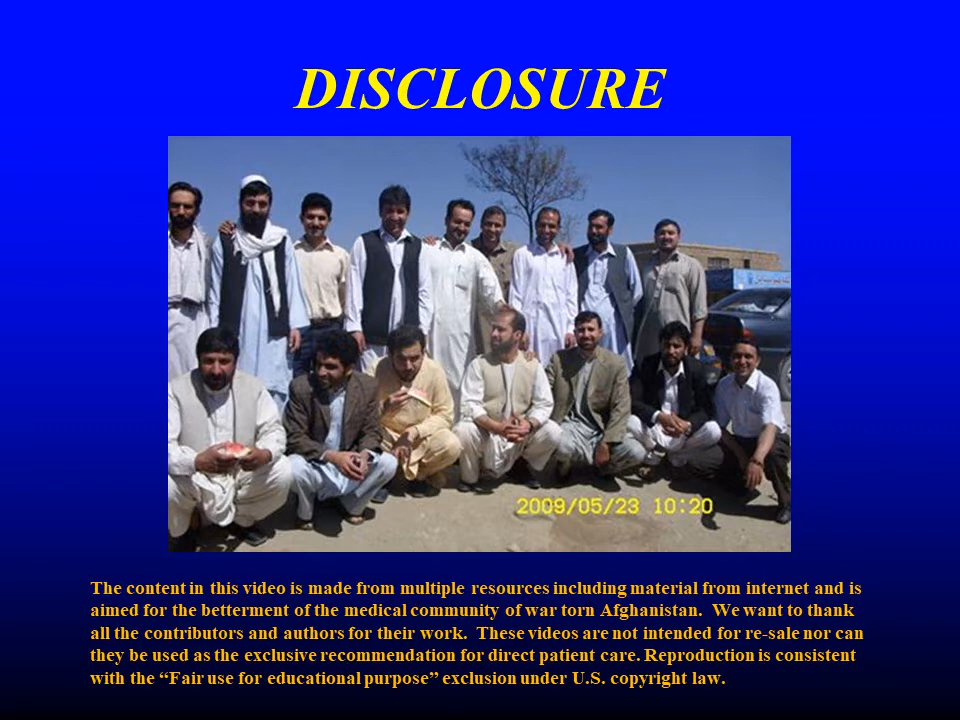 DISCLOSURE
2009/05/23 10:20
The content in this video is made from multiple resources including material from internet and is
aimed for the betterment of the medical community of war torn Afghanistan.  We want to thank
all the contributors and authors for their work.  These videos are not intended for re-sale nor can
they be used as the exclusive recommendation for direct patient care. Reproduction is consistent
with the “Fair use for educational purpose” exclusion under U.S. copyright law.